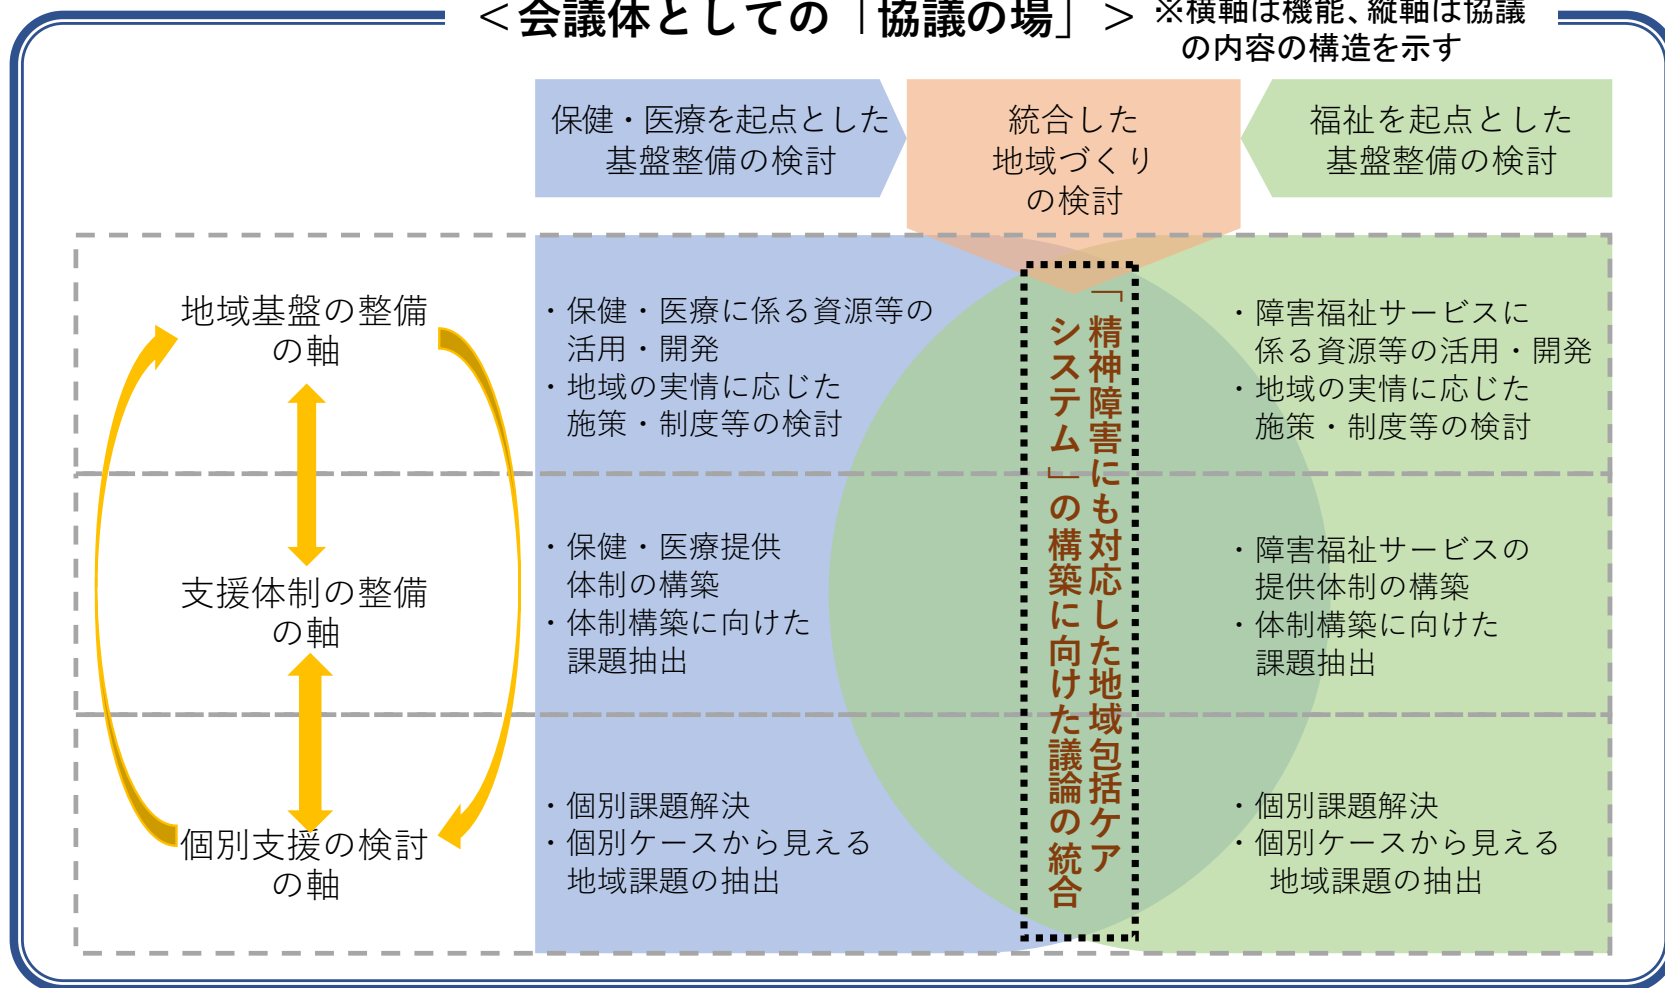 ＜会議体としての「協議の場」＞
※横軸は機能、縦軸は協議
の内容の構造を示す
保健・医療を起点とした
基盤整備の検討
統合した
地域づくり
の検討
福祉を起点とした
基盤整備の検討
地域基盤の整備
の軸
・保健・医療に係る資源等の
活用・開発
・地域の実情に応じた
施策・制度等の検討
「精神障害にも対応した地域包括ケア
システム」の構築に向けた議論の統合
・障害福祉サービスに
係る資源等の活用・開発
・地域の実情に応じた
施策・制度等の検討
支援体制の整備
の軸
・保健・医療提供
体制の構築
・体制構築に向けた
課題抽出
・障害福祉サービスの
提供体制の構築
・体制構築に向けた
課題抽出
個別支援の検討
の軸
・個別課題解決
・個別ケースから見える
地域課題の抽出
・個別課題解決
・個別ケースから見える
地域課題の抽出